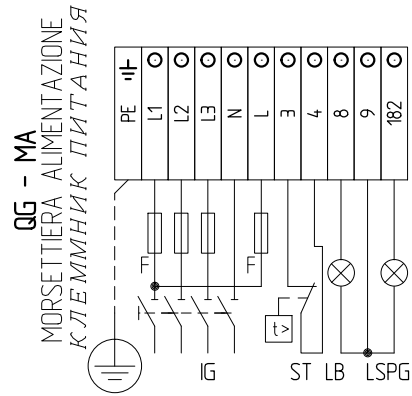 QG - MA
MORSETTIERA ALIMENTAZIONE
КЛЕММНИК ПИТАНИЯ
PE L1 L2 L3 N L 3 4 8 9 182
F F
t>
IG ST LB LSPG